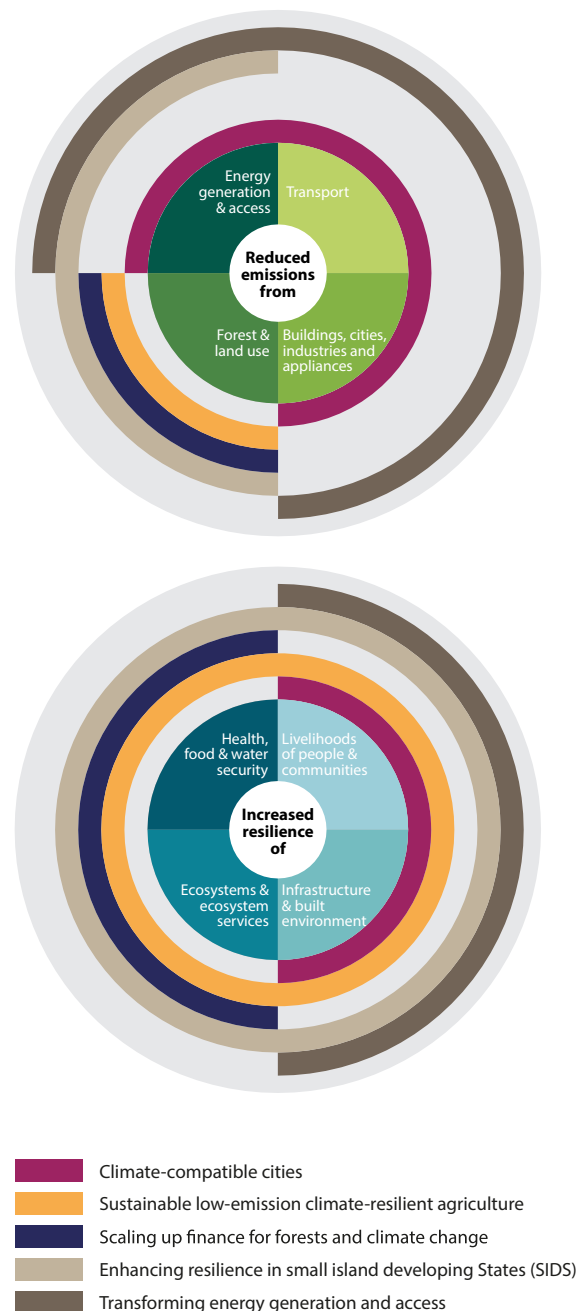 Energy
generation
& access
Transport
Reduced
emissions
from
Forest &
land use
Buildings, cities,
industries and
appliances
Health,
food & water
security
Livelihoods
of people &
communities
Increased
resilience
of
Ecosystems &
ecosystem
services
Infrastructure
& built
environment
Climate-compatible cities
Sustainable low-emission climate-resilient agriculture
Scaling up finance for forests and climate change
Enhancing resilience in small island developing States (SIDS)
Transforming energy generation and access